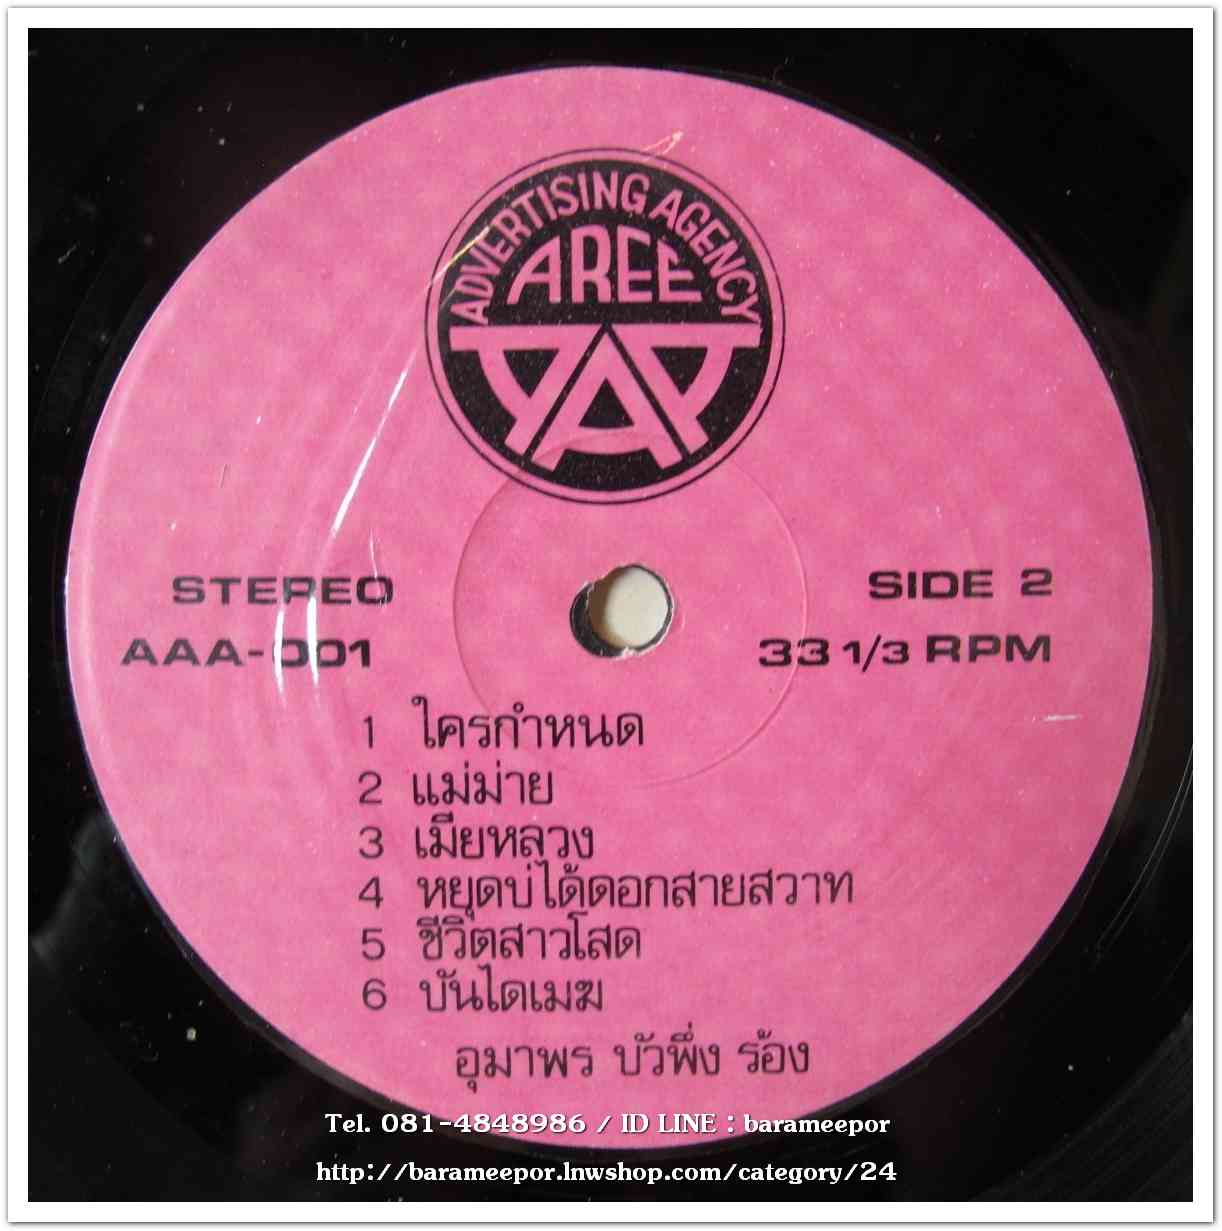 ADVERTISING AGENCY
AREE
AAA
STEREO
SIDE 2
AAA-001
33 1/3 RPM
1 ใครกำหนด
2 แม่ม่าย
3 เมียหลวง
4 หยุดบ่ได้ดอกสายสวาท
5 ชีวิตสาวโสด
6 บันไดเมฆ
อุมาพร บัวพึ่ง ร้อง
Tel. 081-4848986 / ID LINE : barameepor
http://barameepor.lnwshop.com/category/24